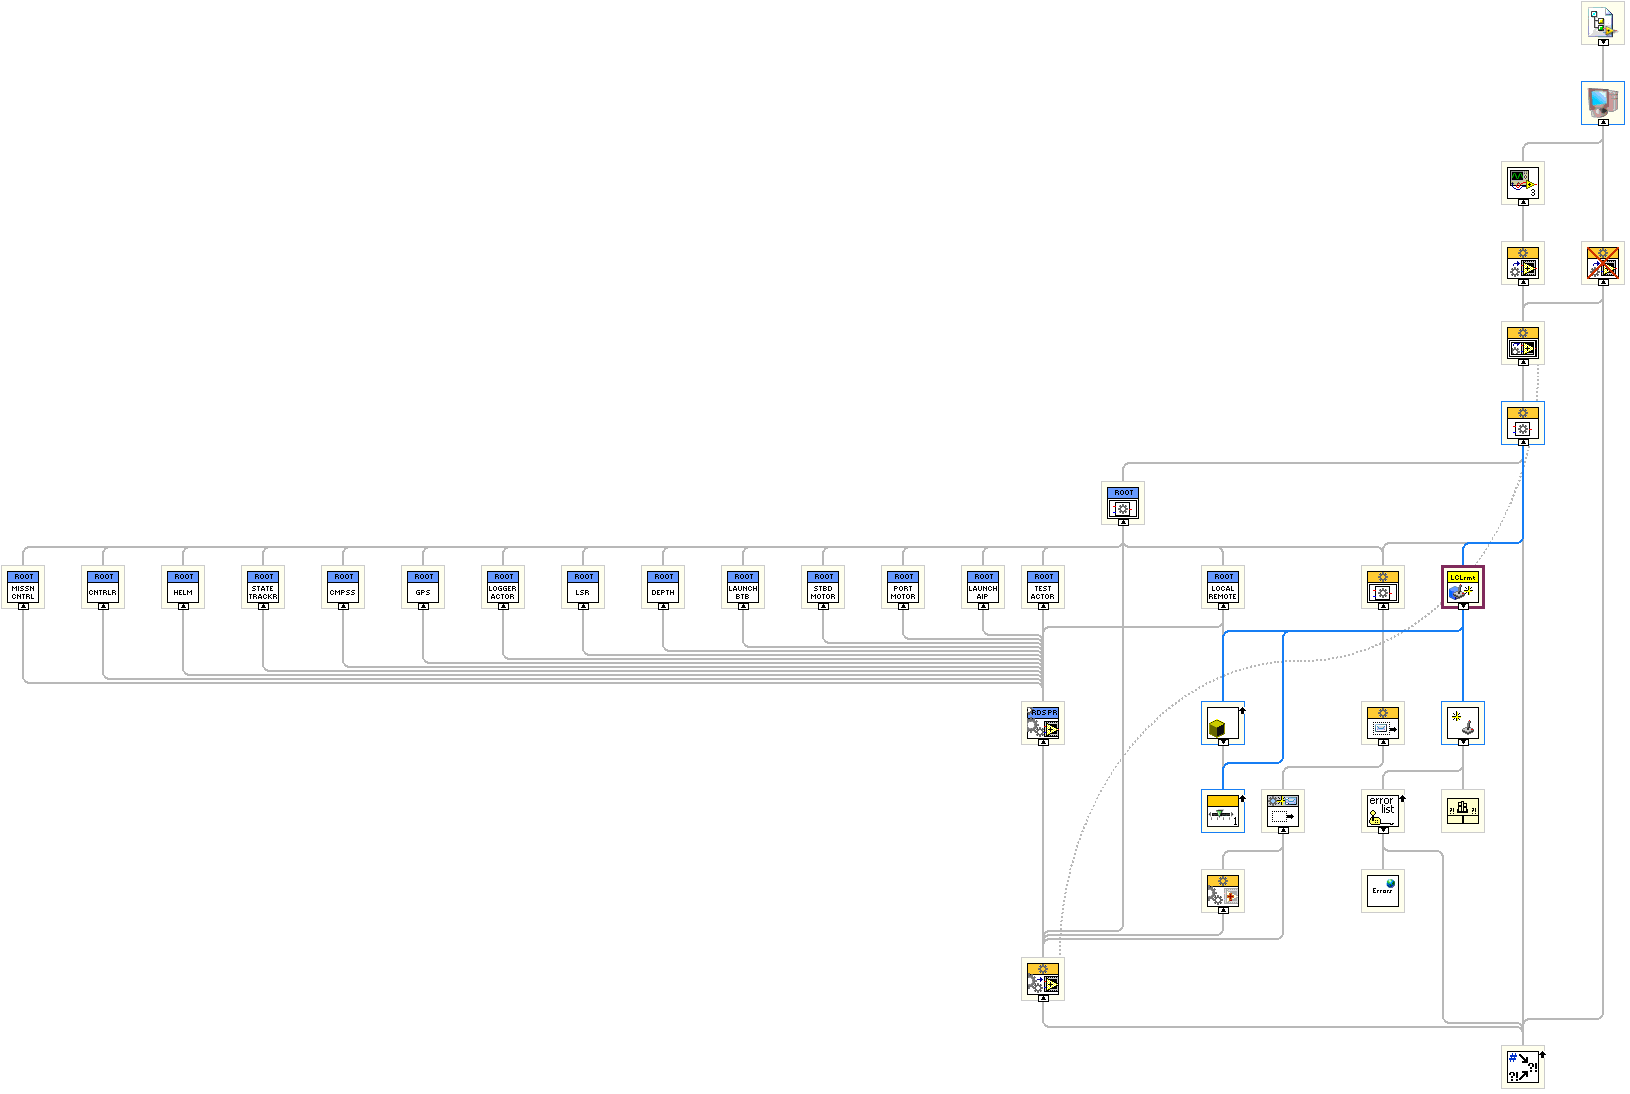 3
ROOT
ROOT
MISSN
CNTRL
ROOT
CNTRLR
ROOT
HELM
ROOT
STATE
TRACKR
ROOT
CMPSS
ROOT
GPS
ROOT
LOGGER
ACTOR
ROOT
LSR
ROOT
DEPTH
ROOT
LAUNCH
BTB
ROOT
STBD
MOTOR
ROOT
PORT
MOTOR
ROOT
LAUNCH
AIP
ROOT
TEST
ACTOR
ROOT
LOCAL
REMOTE
LCLrmt
RDSPR
1
error
list
?! ?!
Errors
# ?!
?!